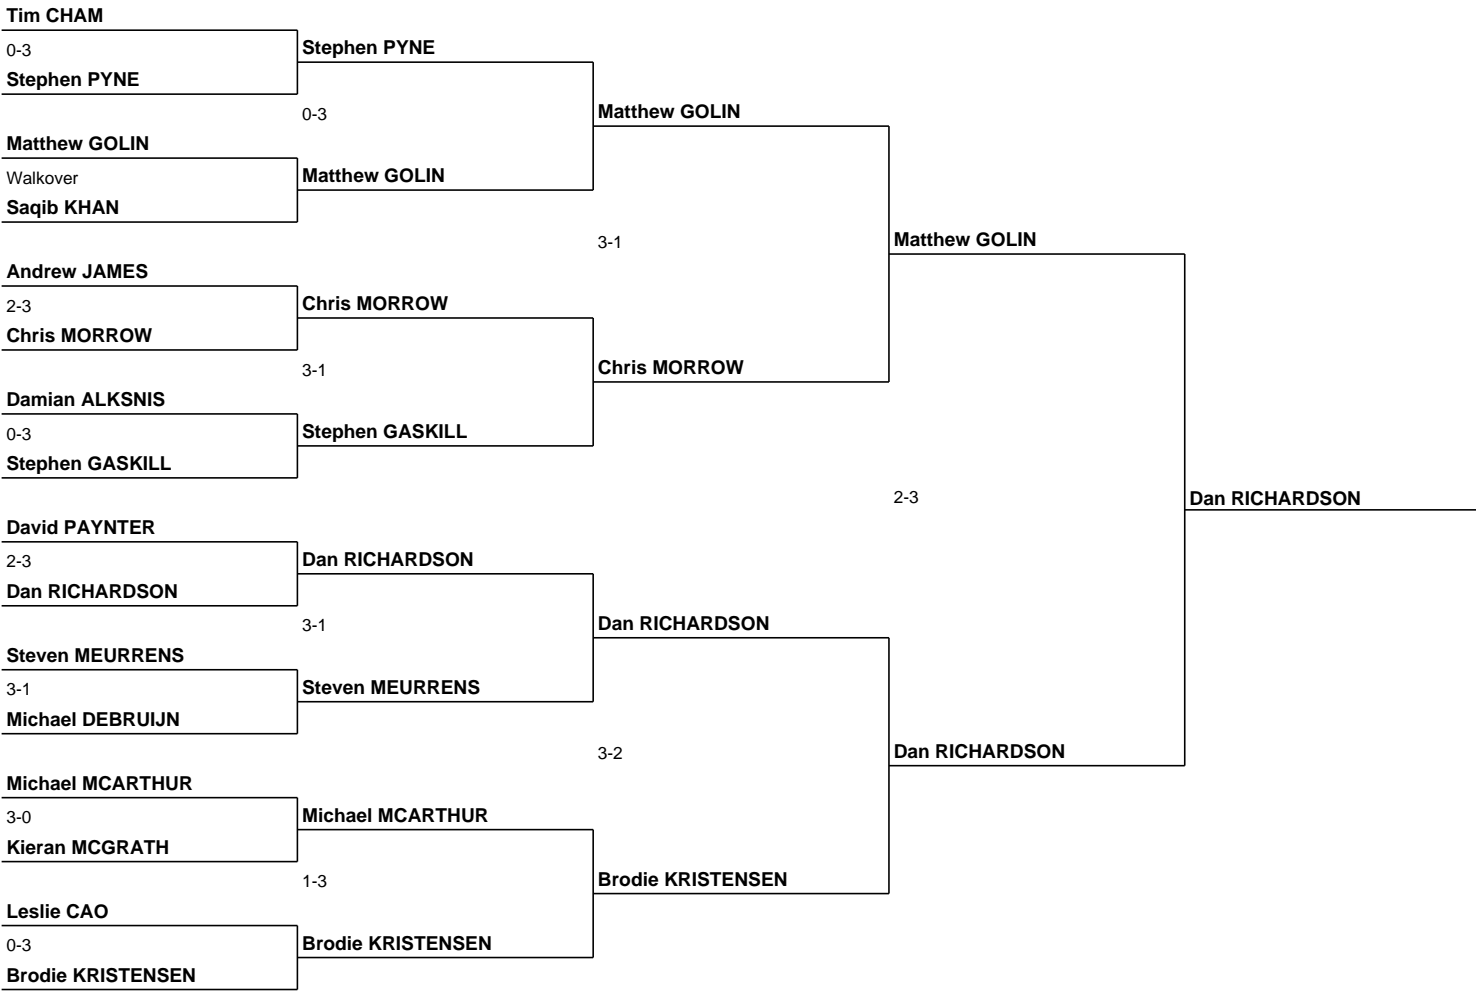 Tim CHAM
0-3
Stephen PYNE
Matthew GOLIN
Walkover
Saqib KHAN
Andrew JAMES
2-3
Chris MORROW
Damian ALKSNIS
0-3
Stephen GASKILL
David PAYNTER
2-3
Dan RICHARDSON
Steven MEURRENS
3-1
Michael DEBRUIJN
Michael MCARTHUR
3-0
Kieran MCGRATH
Leslie CAO
0-3
Brodie KRISTENSEN
Stephen PYNE
0-3
Matthew GOLIN
Chris MORROW
3-1
Stephen GASKILL
Dan RICHARDSON
3-1
Steven MEURRENS
Michael MCARTHUR
1-3
Brodie KRISTENSEN
Matthew GOLIN
3-1
Chris MORROW
Dan RICHARDSON
3-2
Brodie KRISTENSEN
Matthew GOLIN
2-3
Dan RICHARDSON
Dan RICHARDSON